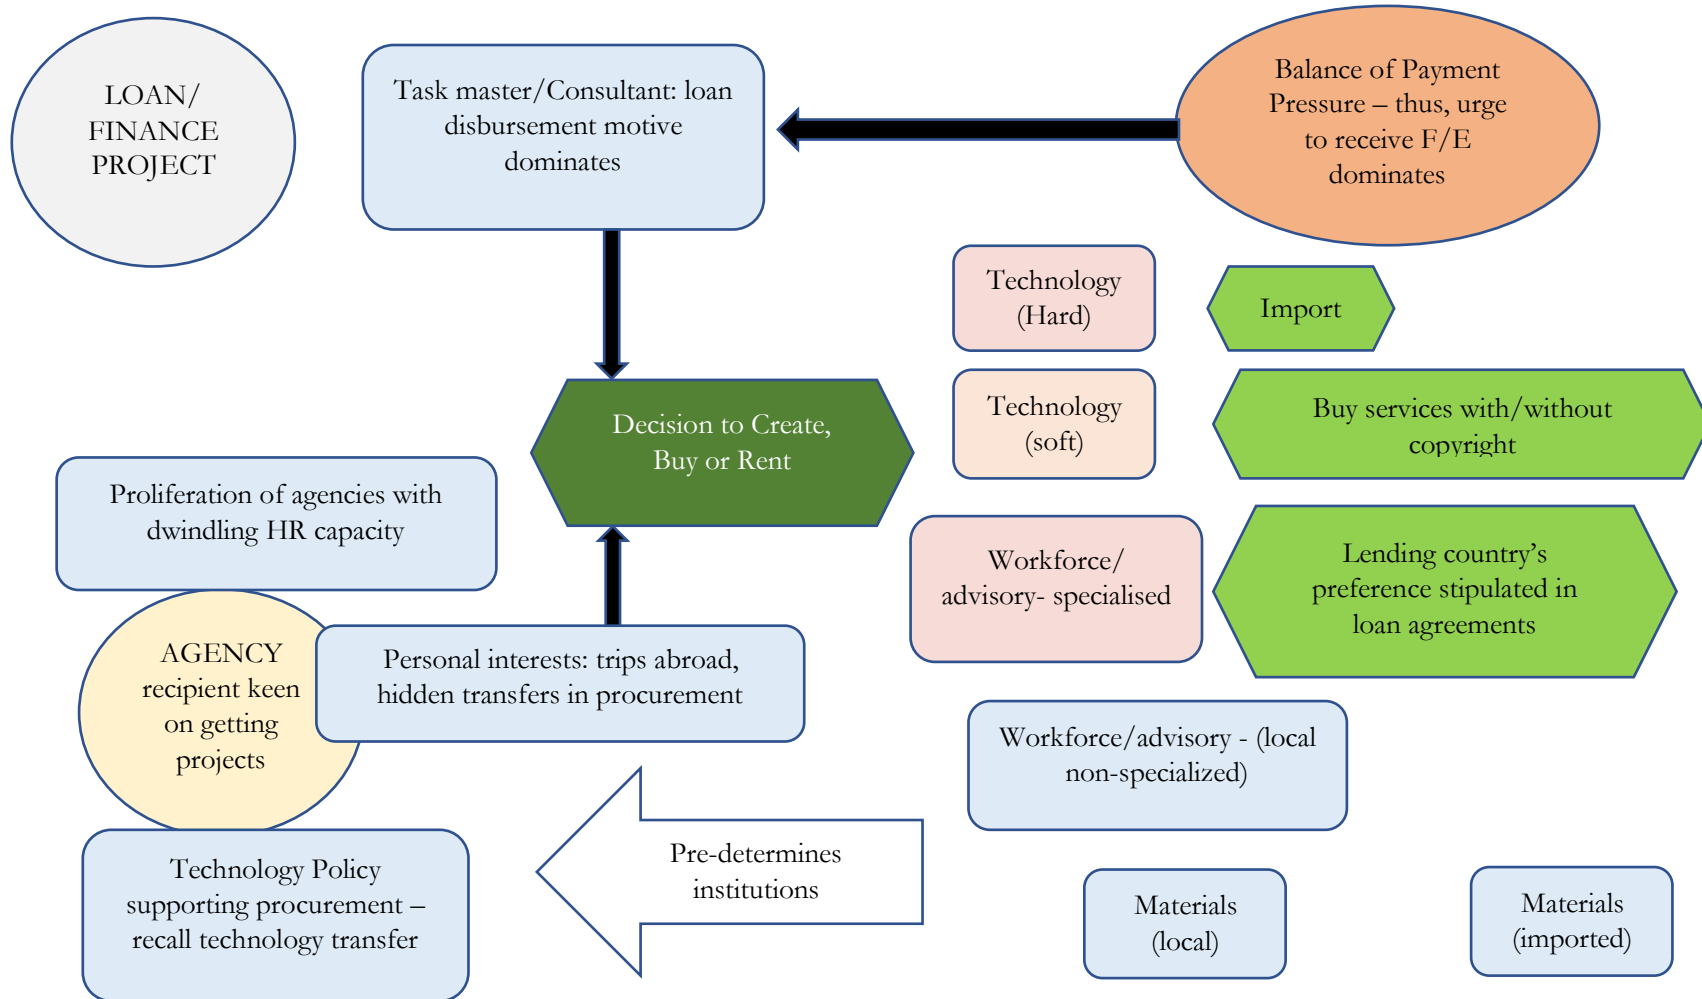 LOAN/
FINANCE
PROJECT
Task master/Consultant: loan
disbursement motive
dominates
Balance of Payment
Pressure – thus, urge
to receive F/E
dominates
Technology
(Hard)
Import
Decision to Create,
Buy or Rent
Technology
(soft)
Buy services with/without
copyright
Proliferation of agencies with
dwindling HR capacity
Workforce/
advisory- specialised
Lending country’s
preference stipulated in
loan agreements
AGENCY
recipient keen
on getting
projects
Personal interests: trips abroad,
hidden transfers in procurement
Workforce/advisory - (local
non-specialized)
Technology Policy
supporting procurement –
recall technology transfer
Pre-determines
institutions
Materials
(local)
Materials
(imported)